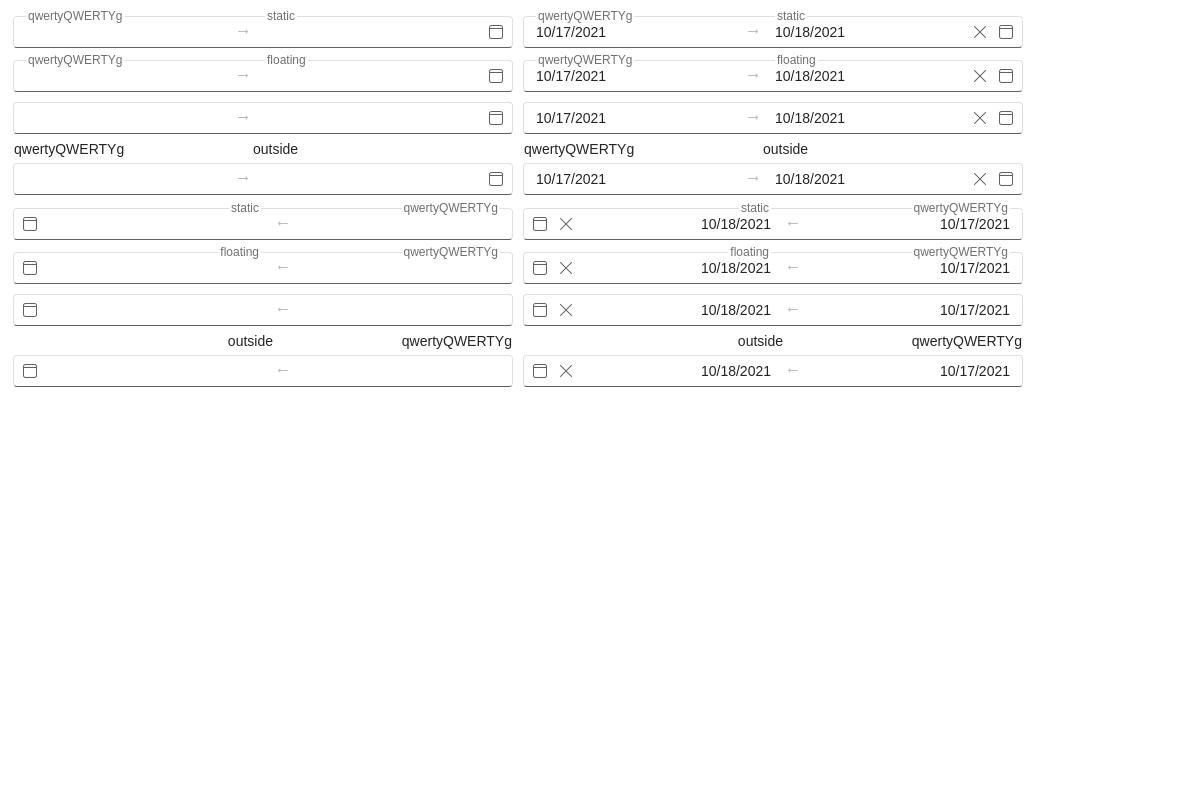 qwertyQWERTYg static qwertyQWERTYg static
→ 10/17/2021 → 10/18/2021
qwertyQWERTYg floating qwertyQWERTYg floating
→ 10/17/2021 → 10/18/2021
→ 10/17/2021 → 10/18/2021
qwertyQWERTYg outside qwertyQWERTYg outside
→ 10/17/2021 → 10/18/2021
static qwertyQWERTYg static qwertyQWERTYg
← 10/18/2021 ← 10/17/2021
floating qwertyQWERTYg floating qwertyQWERTYg
← 10/18/2021 ← 10/17/2021
← 10/18/2021 ← 10/17/2021
outside qwertyQWERTYg outside qwertyQWERTYg
← 10/18/2021 ← 10/17/2021